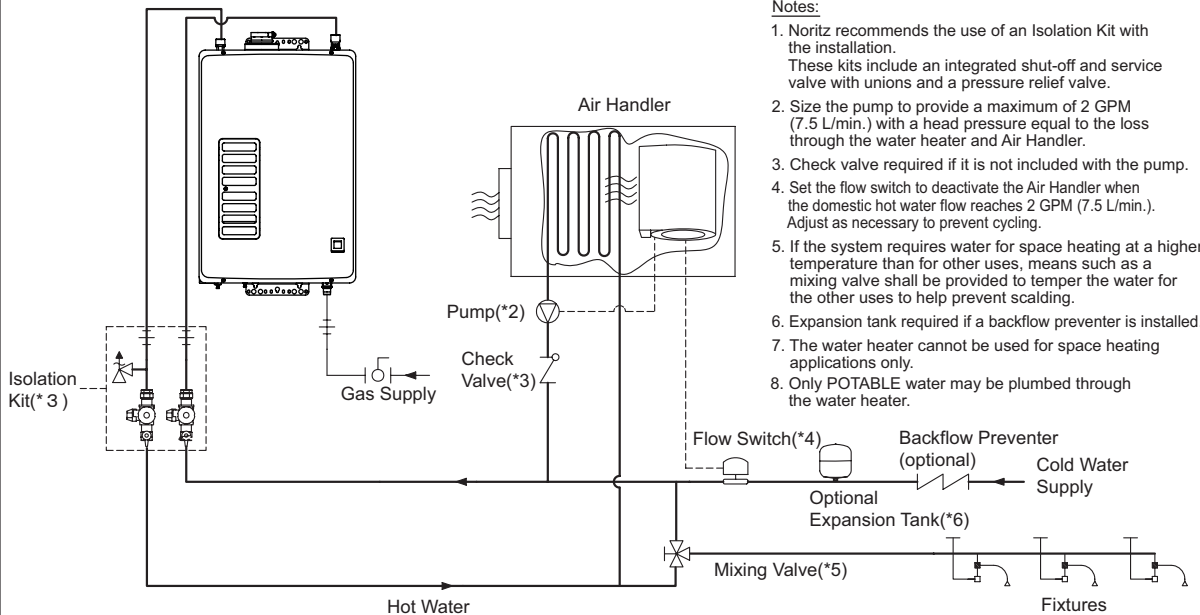 Notes:
1. Noritz recommends the use of an Isolation Kit with
the installation.
These kits include an integrated shut-off and service
valve with unions and a pressure relief valve.
2. Size the pump to provide a maximum of 2 GPM
(7.5 L/min.) with a head pressure equal to the loss
through the water heater and Air Handler.
3. Check valve required if it is not included with the pump.
4. Set the flow switch to deactivate the Air Handler when
the domestic hot water flow reaches 2 GPM (7.5 L/min.).
Adjust as necessary to prevent cycling.
5. If the system requires water for space heating at a higher
temperature than for other uses, means such as a
mixing valve shall be provided to temper the water for
the other uses to help prevent scalding.
6. Expansion tank required if a backflow preventer is installed
7. The water heater cannot be used for space heating
applications only.
8. Only POTABLE water may be plumbed through
the water heater.
Air Handler
Pump(*2)
Check
Valve(*3)
Gas Supply
Isolation
Kit(*3)
Flow Switch(*4)
Backflow Preventer
(optional)
Cold Water
Supply
Optional
Expansion Tank(*6)
Mixing Valve(*5)
Hot Water
Fixtures